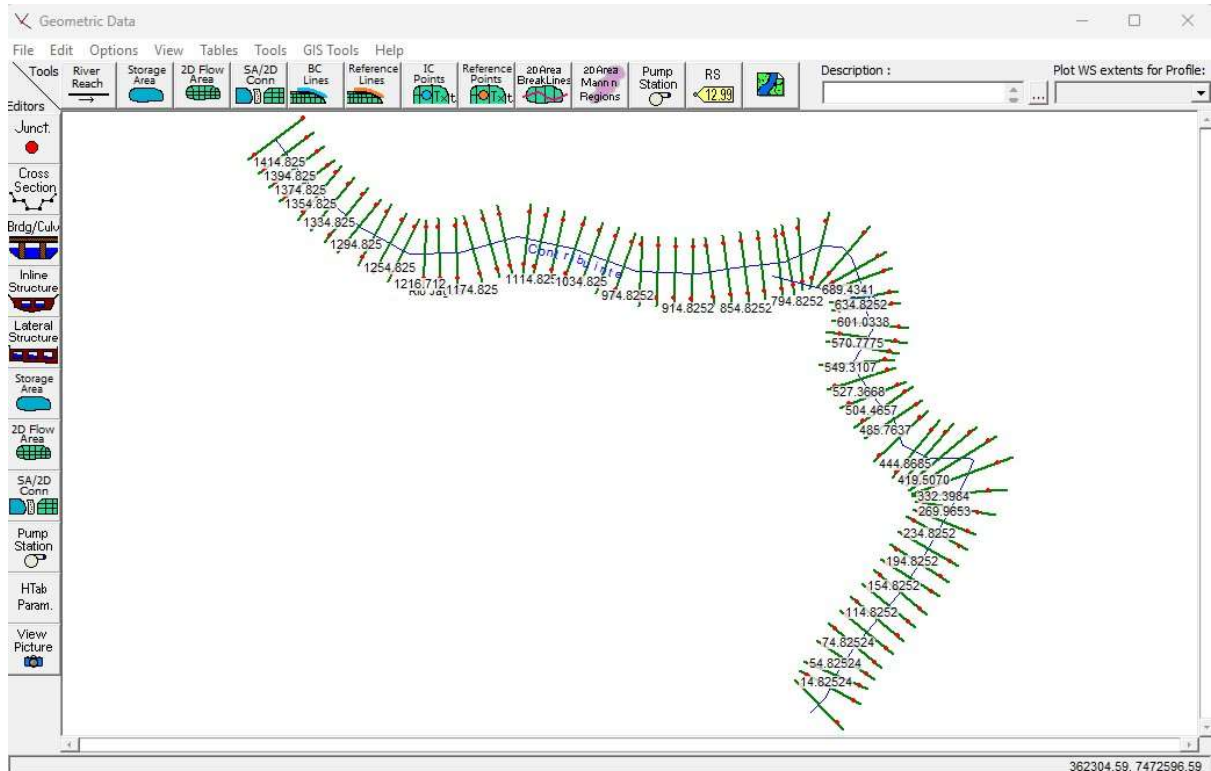 Geometric Data
File Edit Options View Tables Tools GIS Tools Help
Tools
Editors
River Reach
Storage Area
2D Flow Area
SA/2D Conn
BC Lines
Reference Lines
IC Points
Reference Points
2D Area BreakLines
2D Area Mann n Regions
Pump Station
RS
12.99
Description :
...
Plot WS extents for Profile:
Junct.
Cross Section
Brdg/Culv
Inline Structure
Lateral Structure
Storage Area
2D Flow Area
SA/2D Conn
Pump Station
HTab Param.
View Picture
1414.825
1394.825
1374.825
1354.825
1334.825
1294.825
1254.825
1216.712
1174.825
1114.825
1034.825
Contribuinte
974.8252
914.8252
854.8252
794.8252
689.4341
634.8252
601.0338
570.7775
549.3107
527.3668
504.4657
485.7637
444.8685
419.5070
332.3984
269.9653
234.8252
194.8252
154.8252
114.8252
74.82524
54.82524
14.82524
362304.59, 7472596.59